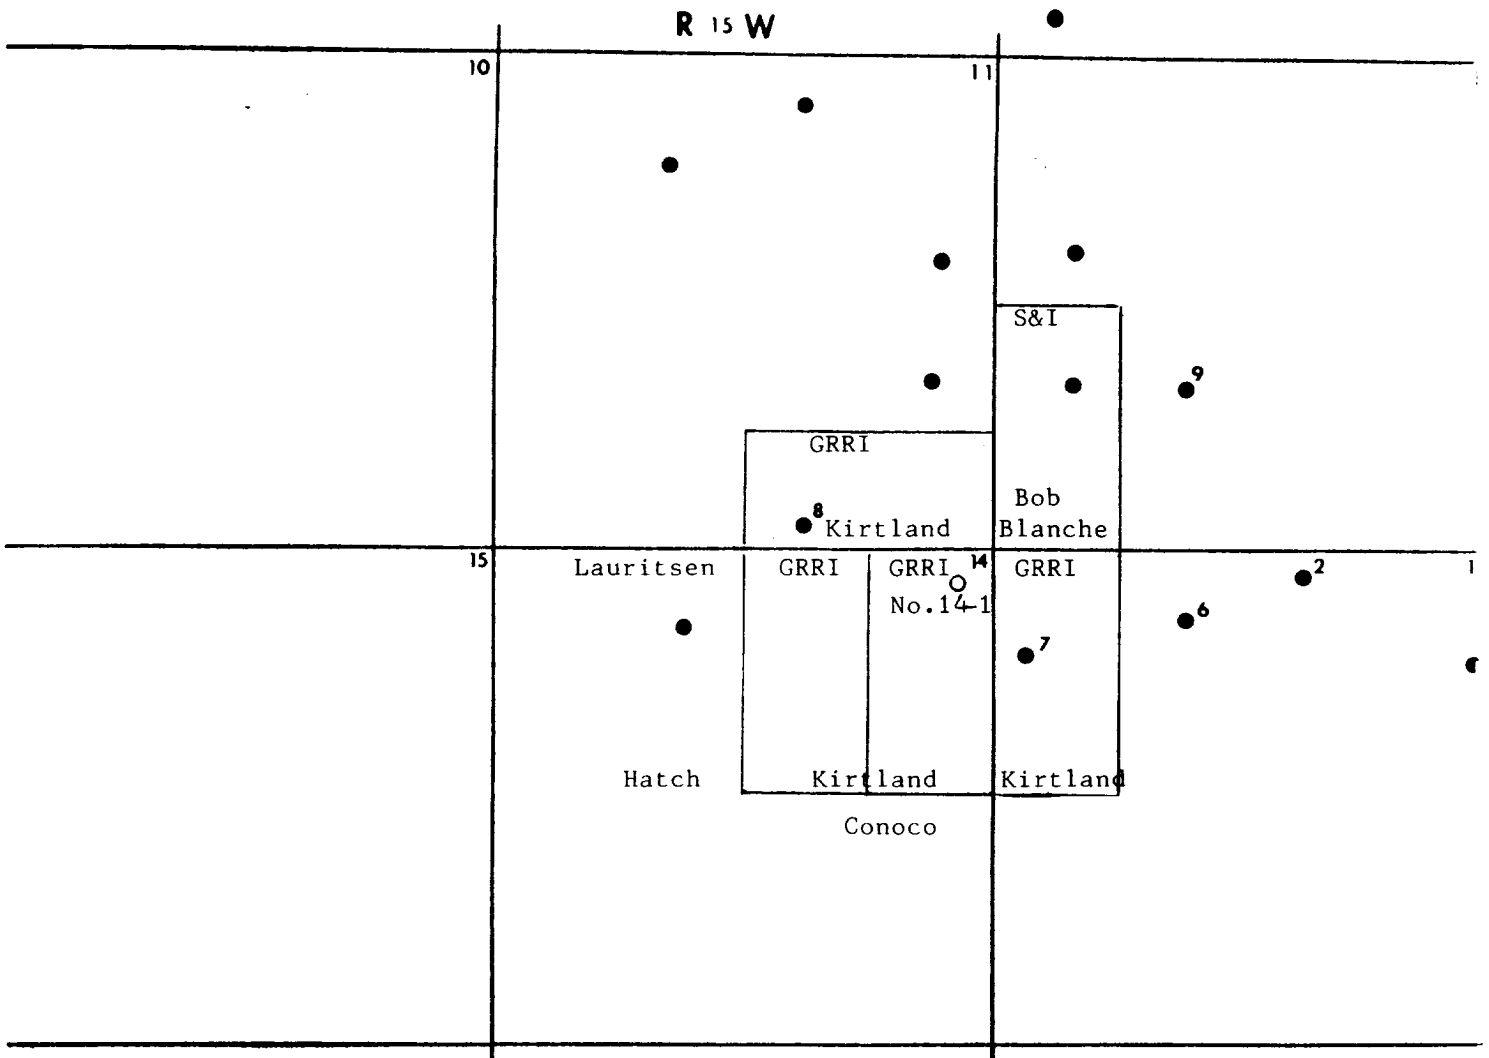 R 15 W
10
11
S&I
9
GRRI
Bob
8
Kirtland
Blanche
15
Lauritsen
GRRI
GRRI
14
GRRI
2
1
No.14-1
6
7
Hatch
Kirtland
Kirtland
Conoco